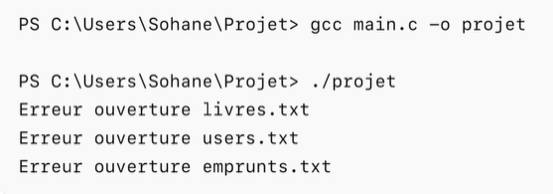 PS C:\Users\Sohane\Projet> gcc main.c -o projet
PS C:\Users\Sohane\Projet> ./projet
Erreur ouverture livres.txt
Erreur ouverture users.txt
Erreur ouverture emprunts.txt